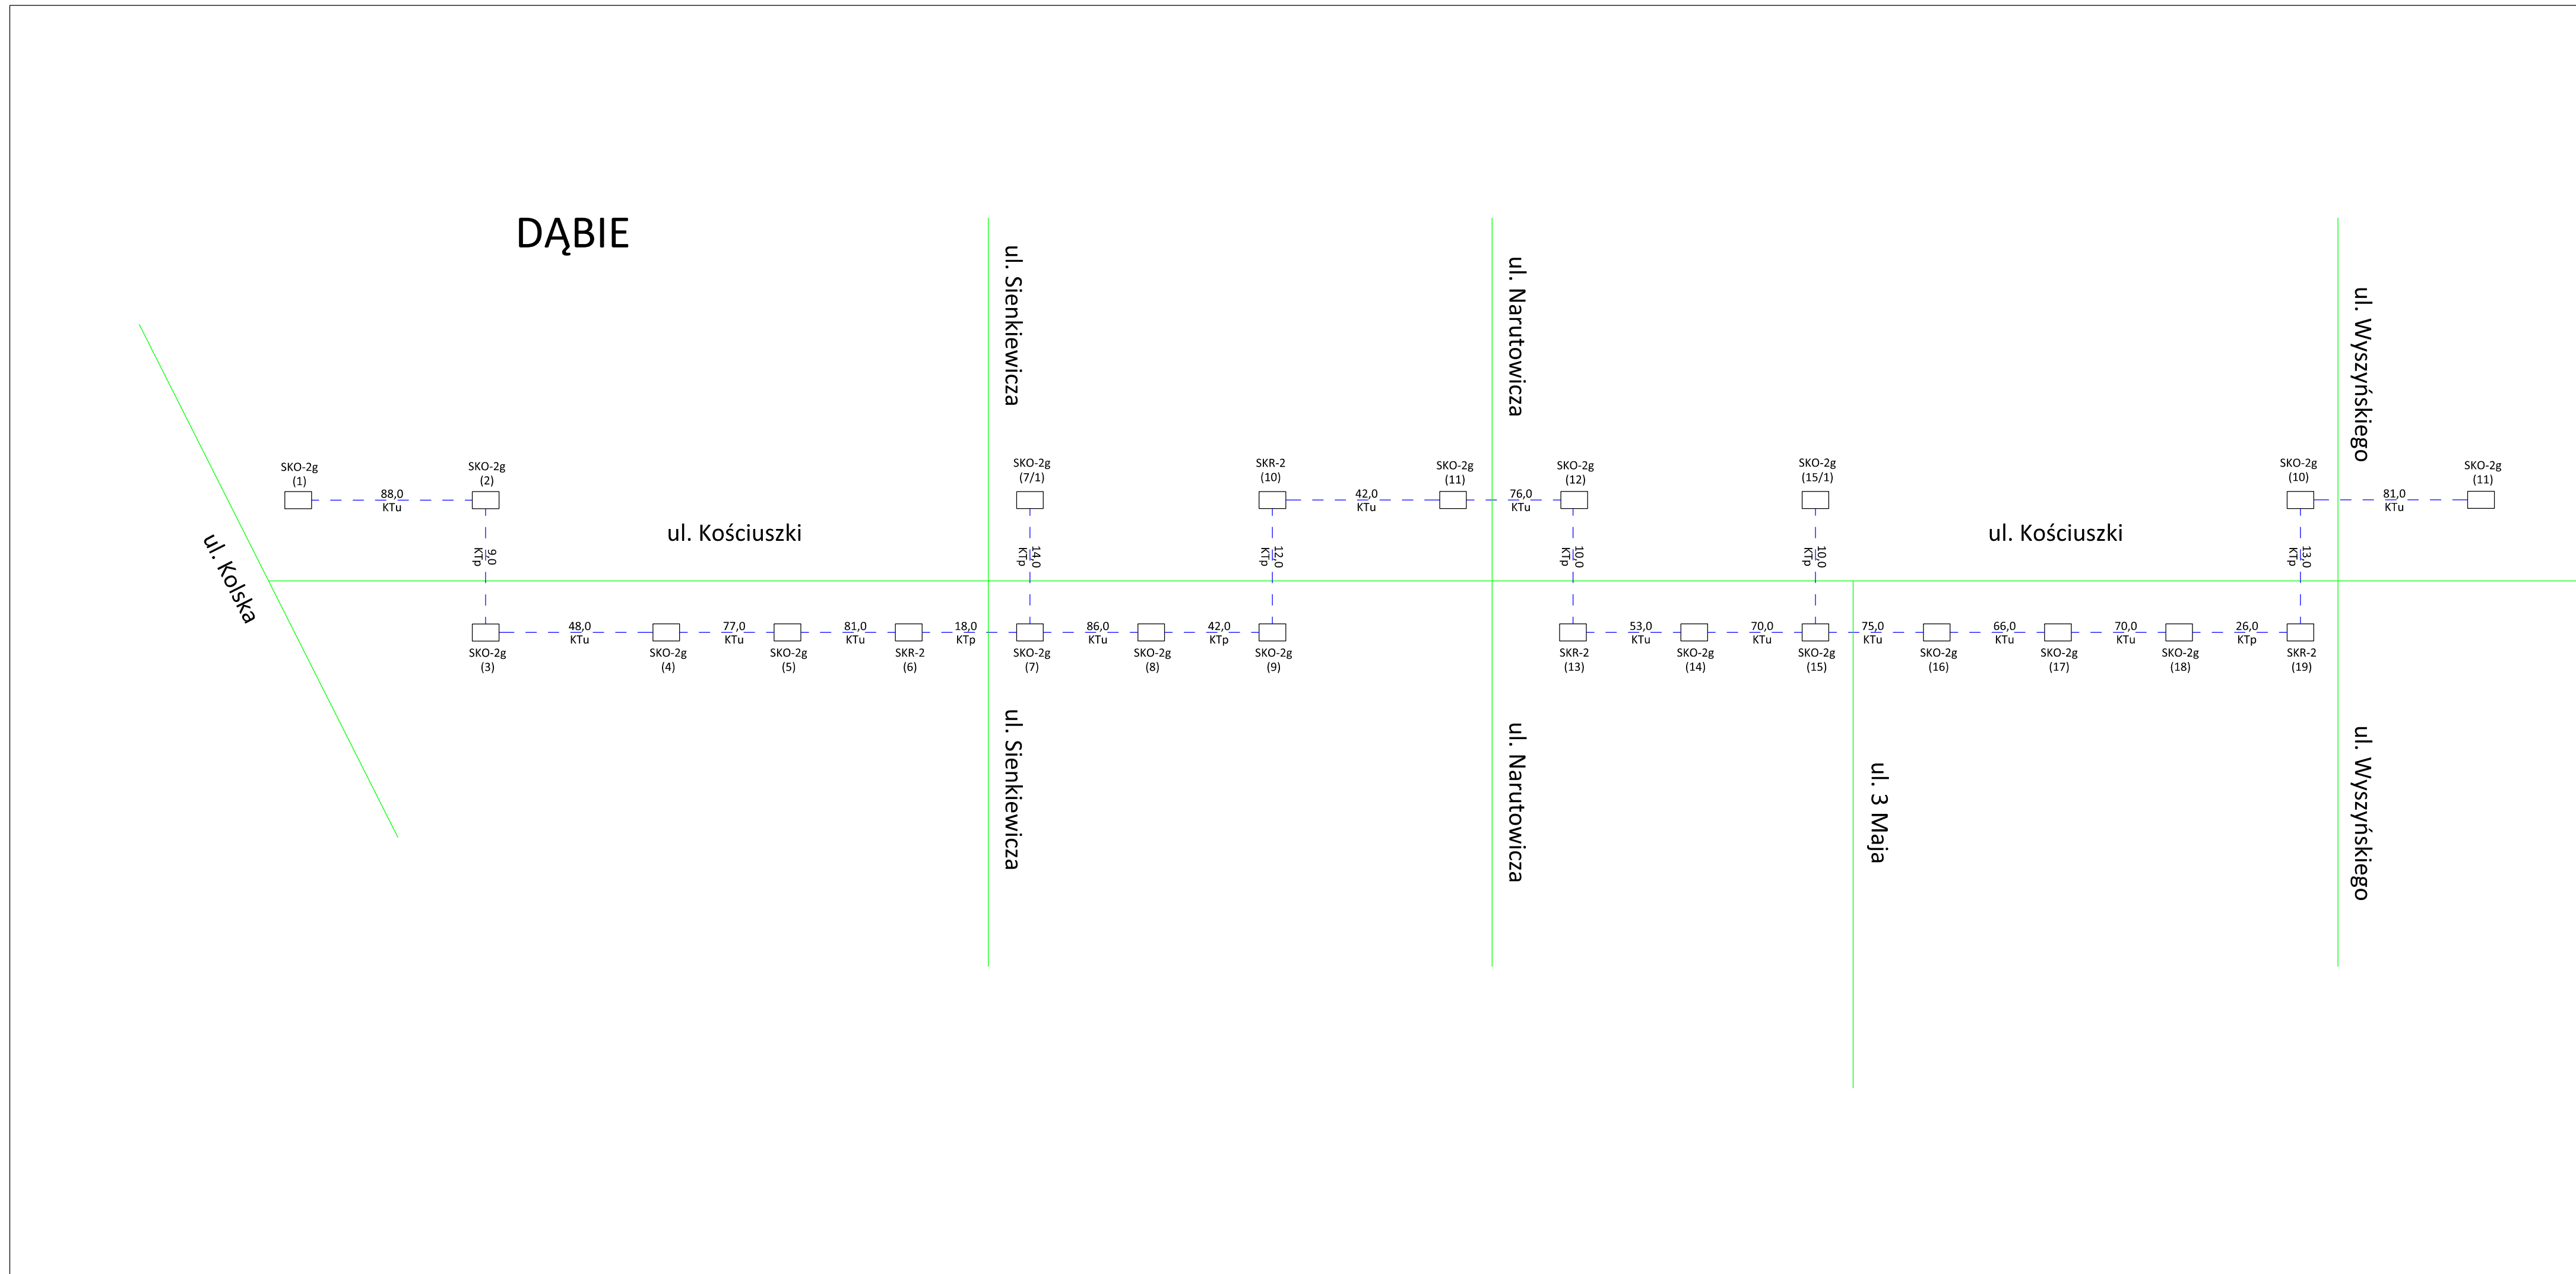 DĄBIE
ul. Sienkiewicza
ul. Narutowicza
ul. Wyszyńskiego
SKO-2g
(1)
88,0
KTu
SKO-2g
(2)
SKO-2g
(7/1)
SKR-2
(10)
42,0
KTu
SKO-2g
(11)
76,0
KTu
SKO-2g
(12)
SKO-2g
(15/1)
SKO-2g
(10)
81,0
KTu
SKO-2g
(11)
ul. Kolska
9,0
KTp
ul. Kościuszki
14,0
KTp
12,0
KTp
10,0
KTp
10,0
KTp
ul. Kościuszki
13,0
KTp
SKO-2g
(3)
48,0
KTu
SKO-2g
(4)
77,0
KTu
SKO-2g
(5)
81,0
KTu
SKR-2
(6)
18,0
KTp
SKO-2g
(7)
86,0
KTu
SKO-2g
(8)
42,0
KTp
SKO-2g
(9)
SKR-2
(13)
53,0
KTu
SKO-2g
(14)
70,0
KTu
SKO-2g
(15)
75,0
KTu
SKO-2g
(16)
66,0
KTu
SKO-2g
(17)
70,0
KTu
SKO-2g
(18)
26,0
KTp
SKR-2
(19)
ul. Sienkiewicza
ul. Narutowicza
ul. 3 Maja
ul. Wyszyńskiego